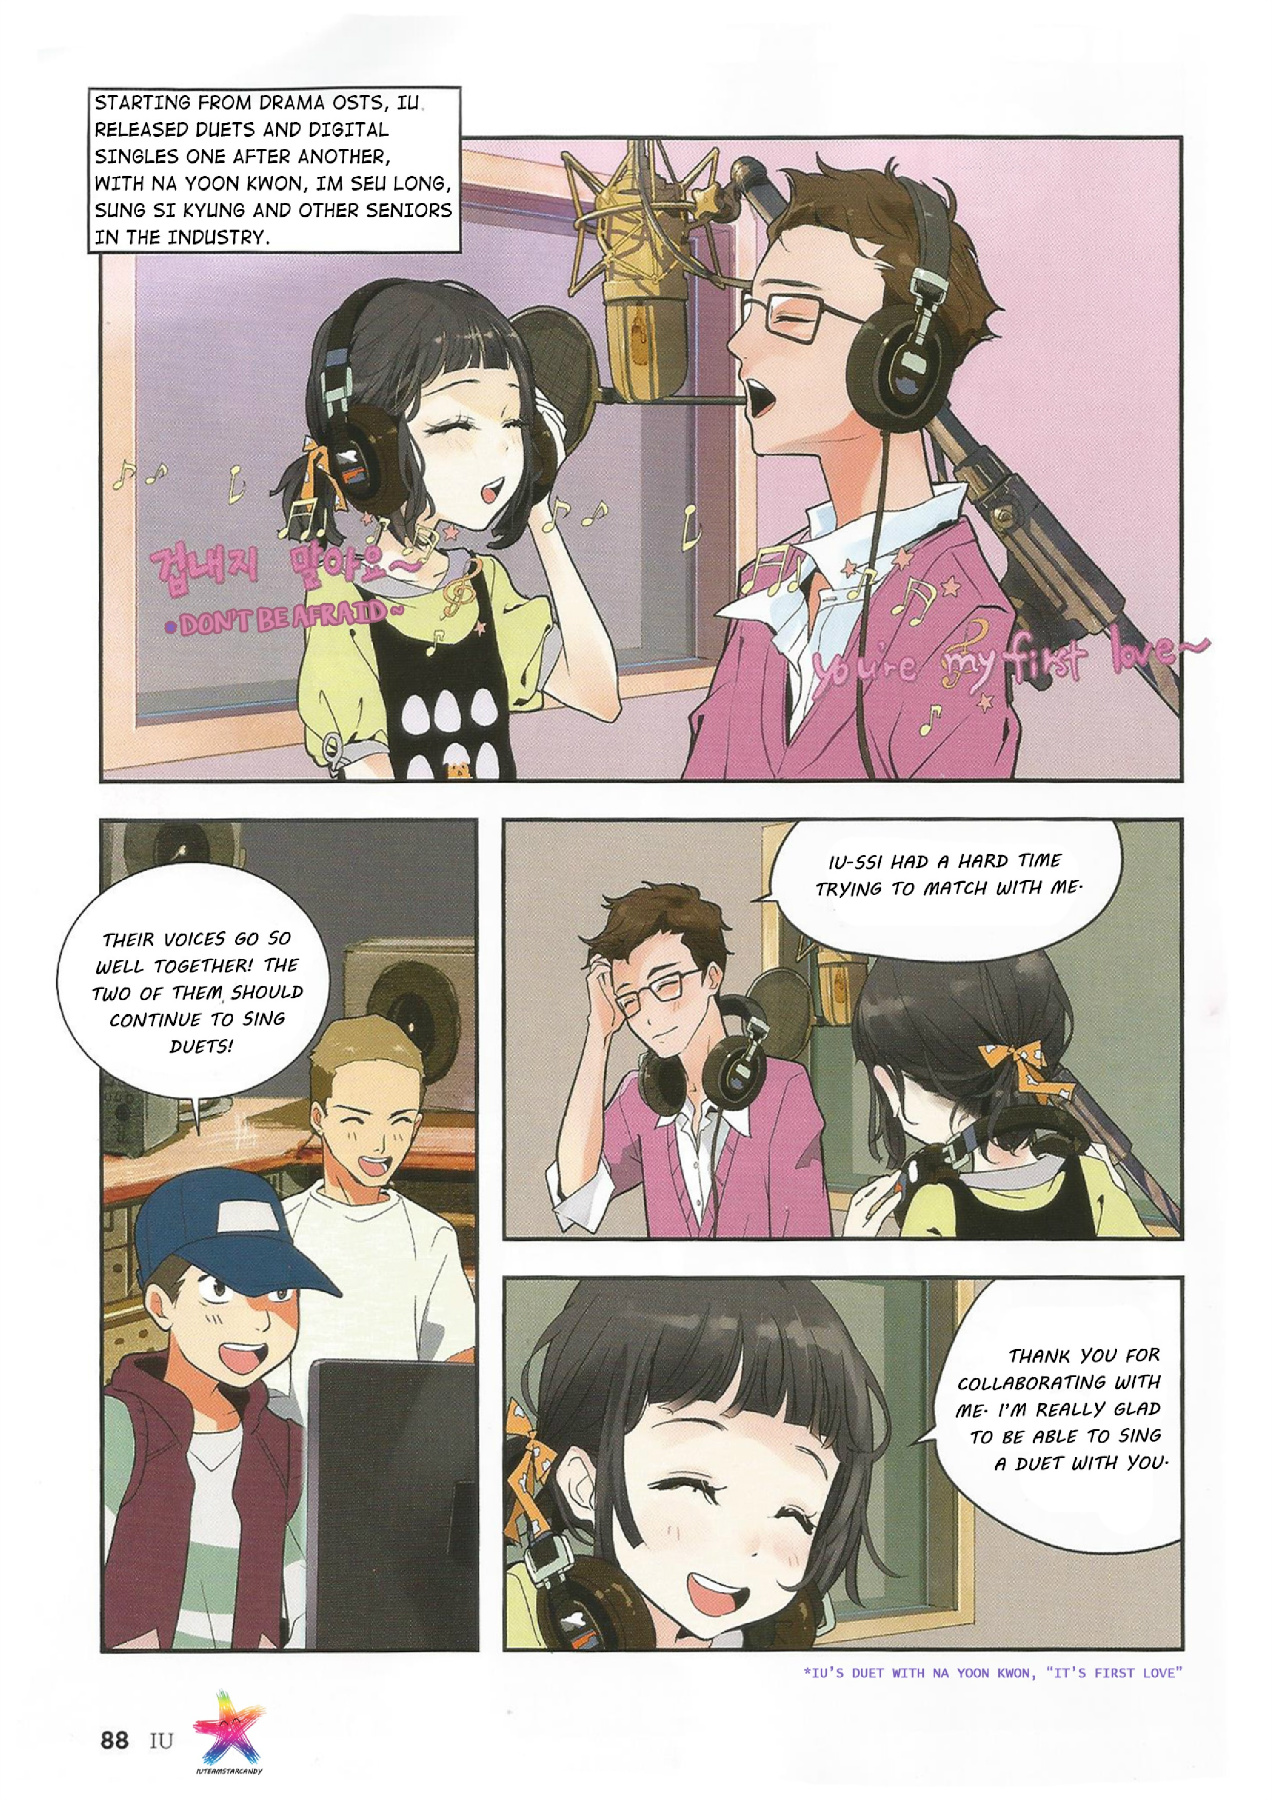 STARTING FROM DRAMA OSTS, IU
RELEASED DUETS AND DIGITAL
SINGLES ONE AFTER ANOTHER,
WITH NA YOON KWON, IM SEU LONG,
SUNG SI KYUNG AND OTHER SENIORS
IN THE INDUSTRY.
겁내지 말아요~
•DON'T BE AFRAID~
you're my first love~
THEIR VOICES GO SO
WELL TOGETHER! THE
TWO OF THEM SHOULD
CONTINUE TO SING
DUETS!
IU-SSI HAD A HARD TIME
TRYING TO MATCH WITH ME.
THANK YOU FOR
COLLABORATING WITH
ME. I'M REALLY GLAD
TO BE ABLE TO SING
A DUET WITH YOU.
*IU'S DUET WITH NA YOON KWON, "IT'S FIRST LOVE"
88 IU
IUTEAMSTARCANDY